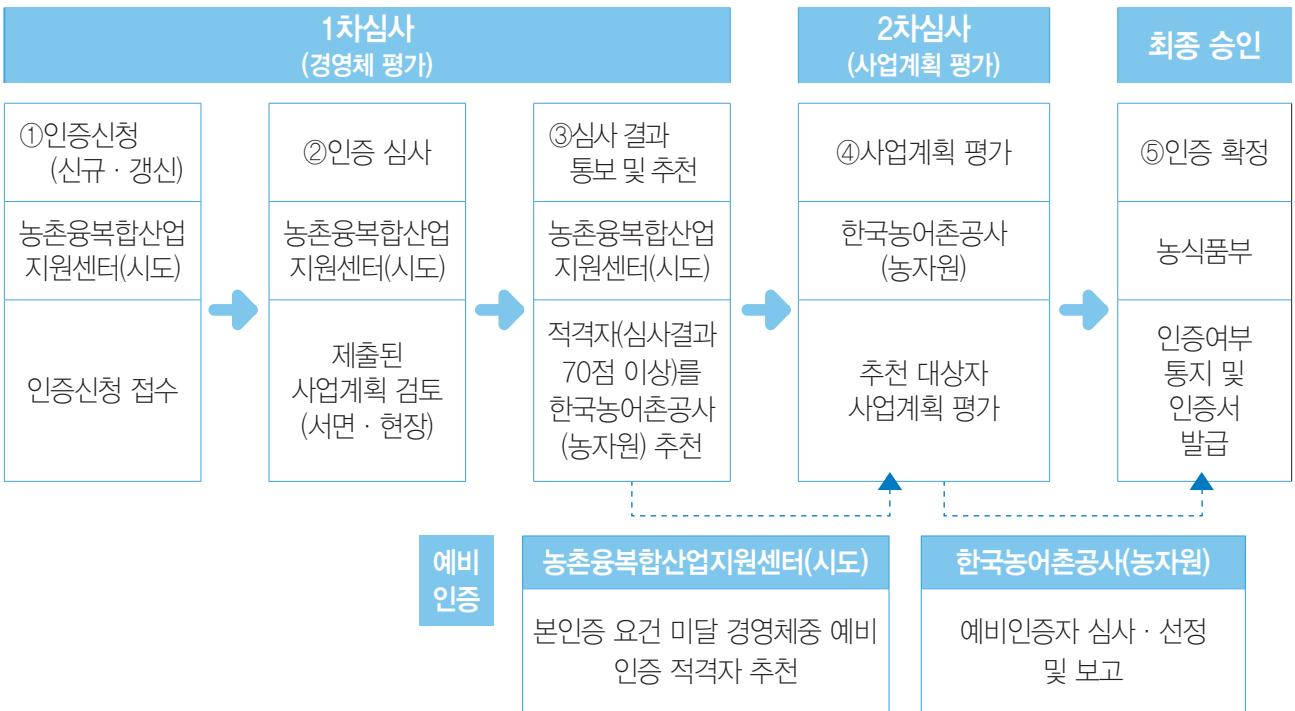 1차심사
(경영체 평가)
2차심사
(사업계획 평가)
최종 승인
①인증신청
(신규 · 갱신)
②인증 심사
③심사 결과
통보 및 추천
④사업계획 평가
⑤인증 확정
농촌융복합산업
지원센터(시도)
농촌융복합산업
지원센터(시도)
농촌융복합산업
지원센터(시도)
한국농어촌공사
(농자원)
농식품부
인증신청 접수
제출된
사업계획 검토
(서면 · 현장)
적격자(심사결과
70점 이상)를
한국농어촌공사
(농자원) 추천
추천 대상자
사업계획 평가
인증여부
통지 및
인증서
발급
예비
인증
농촌융복합산업지원센터(시도)
본인증 요건 미달 경영체중 예비
인증 적격자 추천
한국농어촌공사(농자원)
예비인증자 심사 · 선정
및 보고